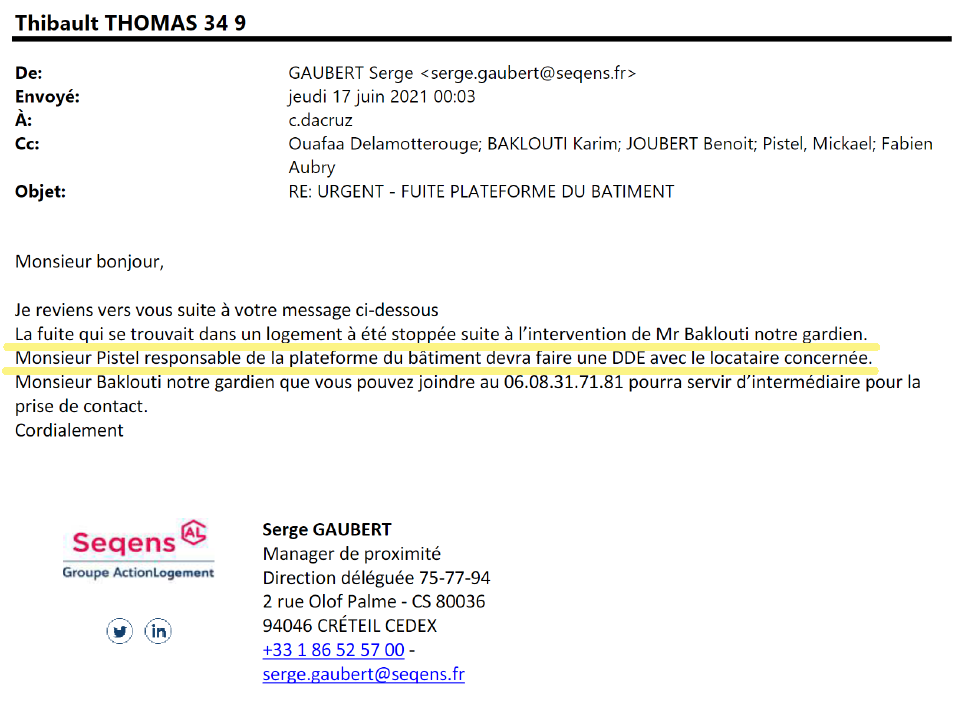 Thibault THOMAS 34 9
De: GAUBERT Serge <serge.gaubert@seqens.fr>
Envoyé: jeudi 17 juin 2021 00:03
À: c.dacruz
Cc: Ouafaa Delamotterouge; BAKLOUTI Karim; JOUBERT Benoit; Pistel, Mickael; Fabien
Aubry
Objet: RE: URGENT - FUITE PLATEFORME DU BATIMENT
Monsieur bonjour,
Je reviens vers vous suite à votre message ci-dessous
La fuite qui se trouvait dans un logement à été stoppée suite à l'intervention de Mr Baklouti notre gardien.
Monsieur Pistel responsable de la plateforme du bâtiment devra faire une DDE avec le locataire concernée.
Monsieur Baklouti notre gardien que vous pouvez joindre au 06.08.31.71.81 pourra servir d'intermédiaire pour la
prise de contact.
Cordialement
Seqens AL
Groupe ActionLogement
in
Serge GAUBERT
Manager de proximité
Direction déléguée 75-77-94
2 rue Olof Palme - CS 80036
94046 CRÉTEIL CEDEX
+33 1 86 52 57 00 -
serge.gaubert@seqens.fr